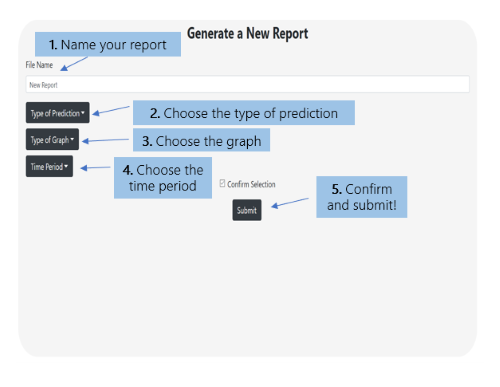 Generate a New Report
1. Name your report
File Name
New Report
Type of Prediction
2. Choose the type of prediction
Type of Graph
3. Choose the graph
Time Period
4. Choose the
time period
Confirm Selection
5. Confirm
and submit!
Submit